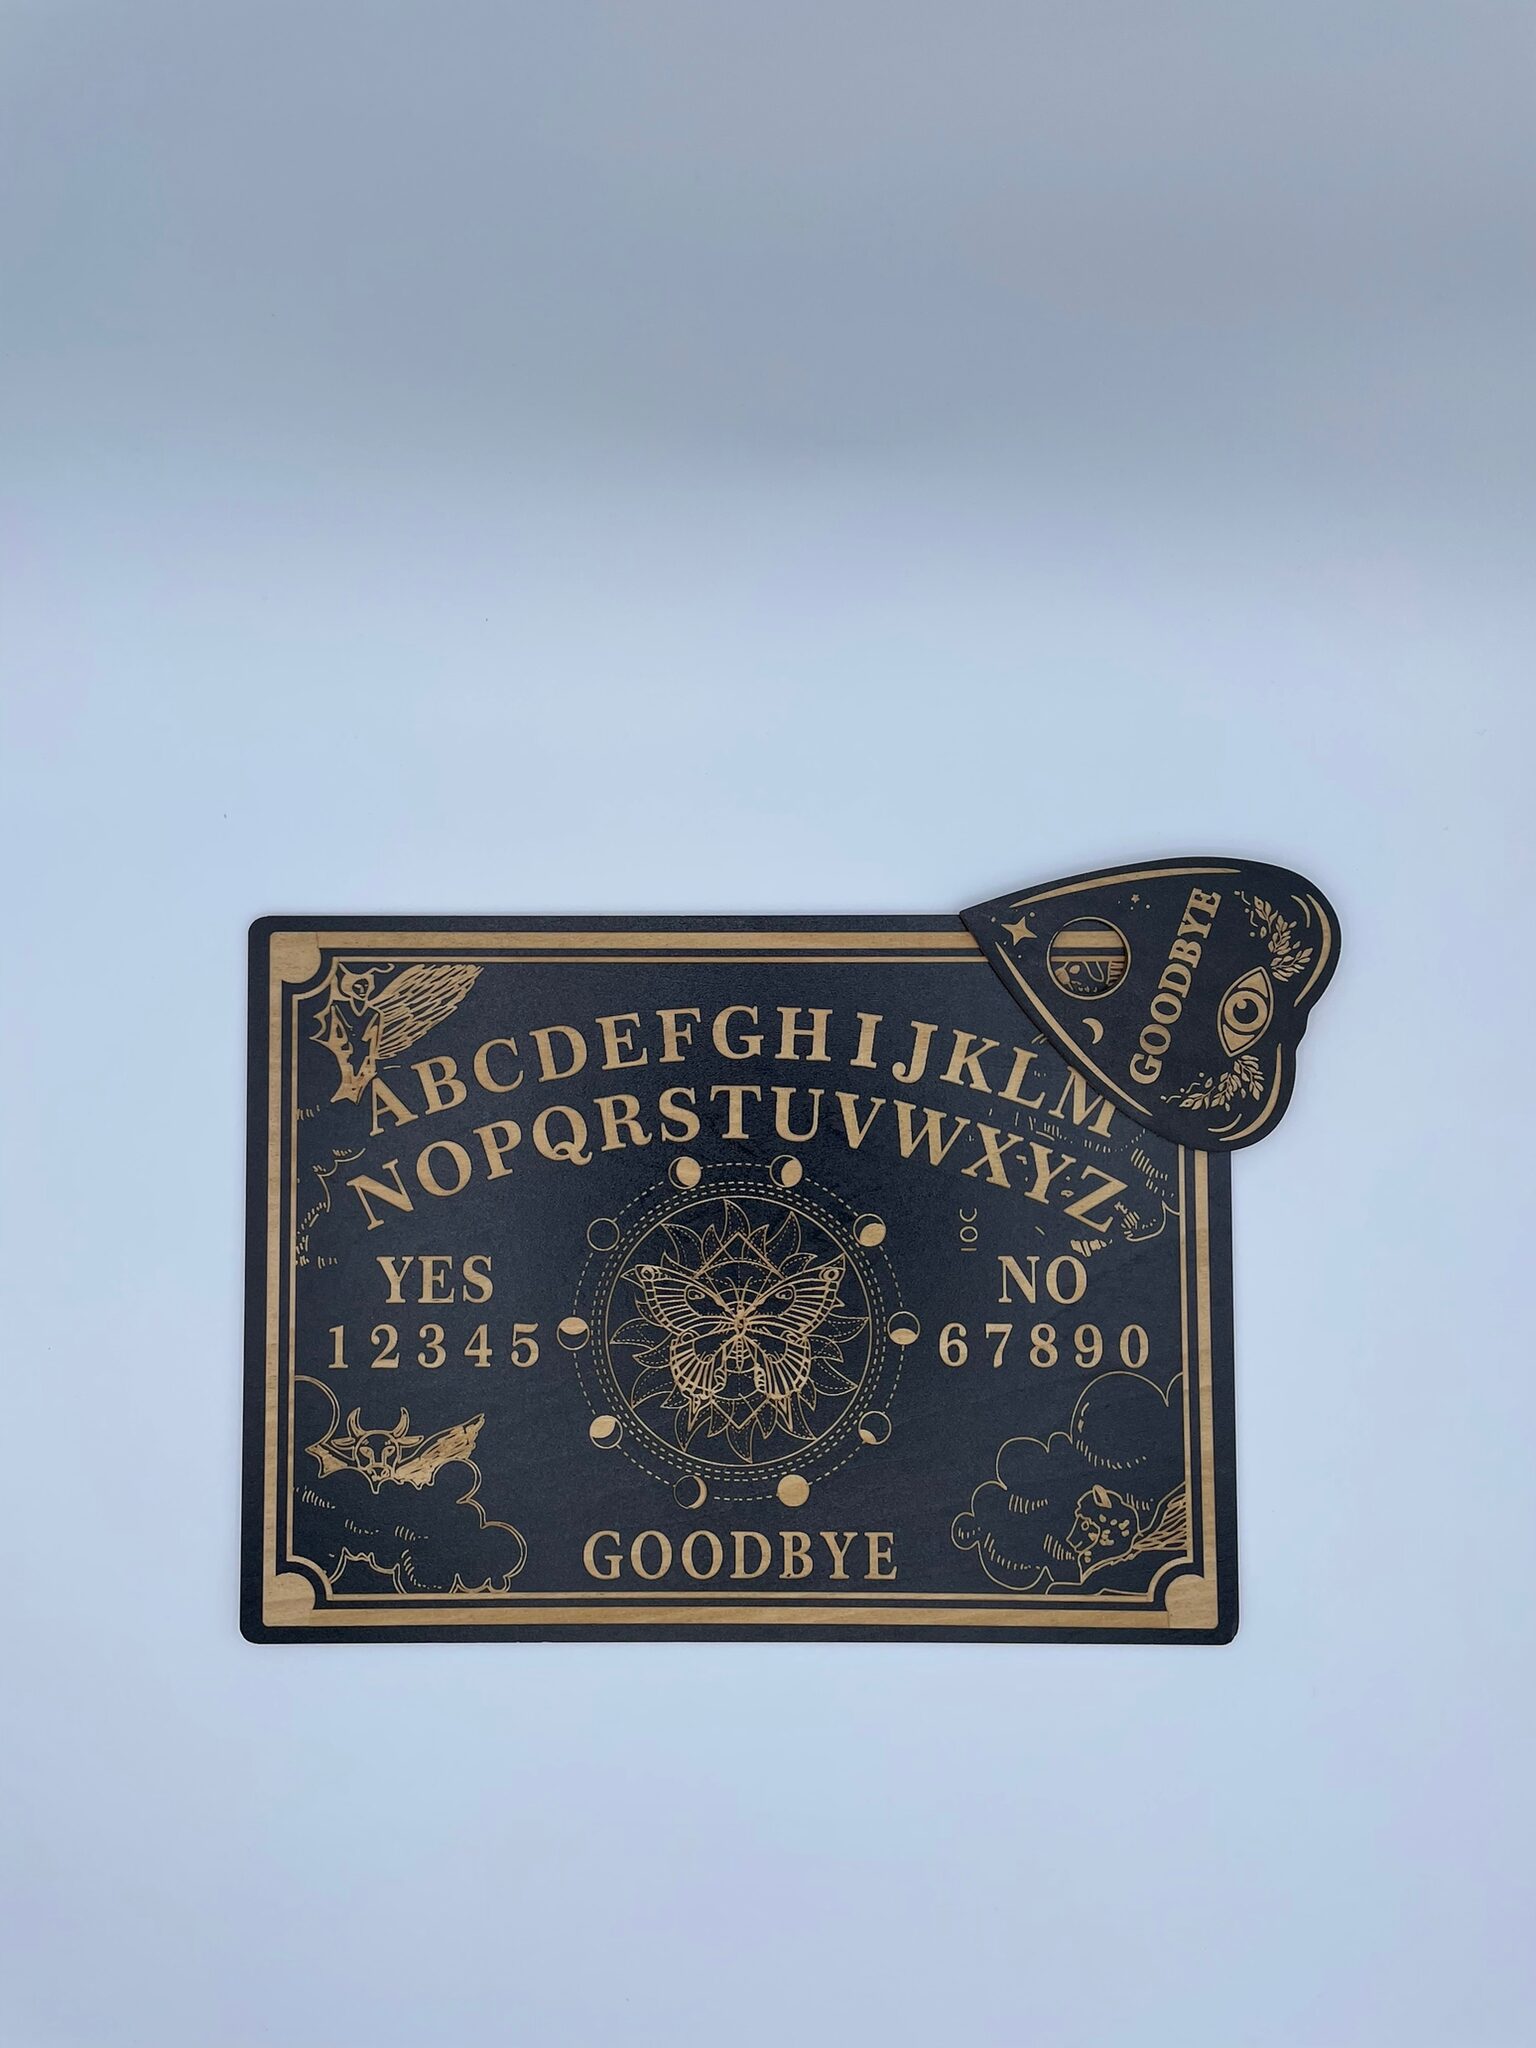 GOODBYE
ABCDEFGHIJKLM
NOPQRSTUVWXYZ
YES
NO
12345
67890
GOODBYE